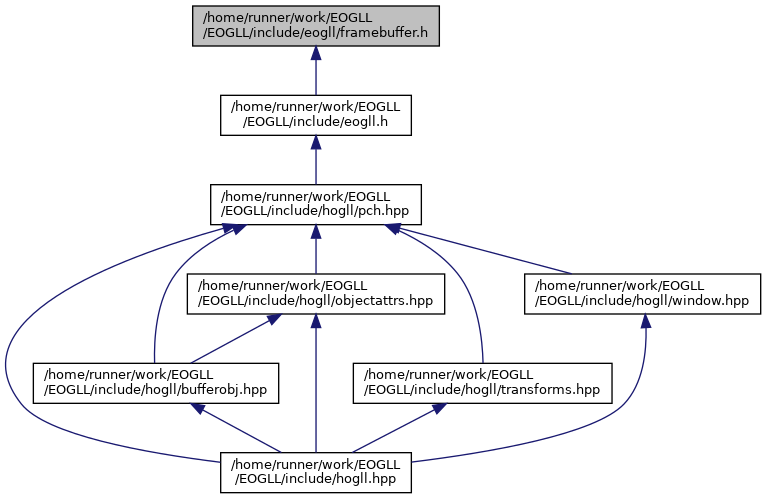 /home/runner/work/EOGLL
/EOGLL/include/eogll/framebuffer.h
/home/runner/work/EOGLL
/EOGLL/include/eogll.h
/home/runner/work/EOGLL
/EOGLL/include/hogll/pch.hpp
/home/runner/work/EOGLL
/EOGLL/include/hogll/objectattrs.hpp
/home/runner/work/EOGLL
/EOGLL/include/hogll/window.hpp
/home/runner/work/EOGLL
/EOGLL/include/hogll/bufferobj.hpp
/home/runner/work/EOGLL
/EOGLL/include/hogll/transforms.hpp
/home/runner/work/EOGLL
/EOGLL/include/hogll.hpp